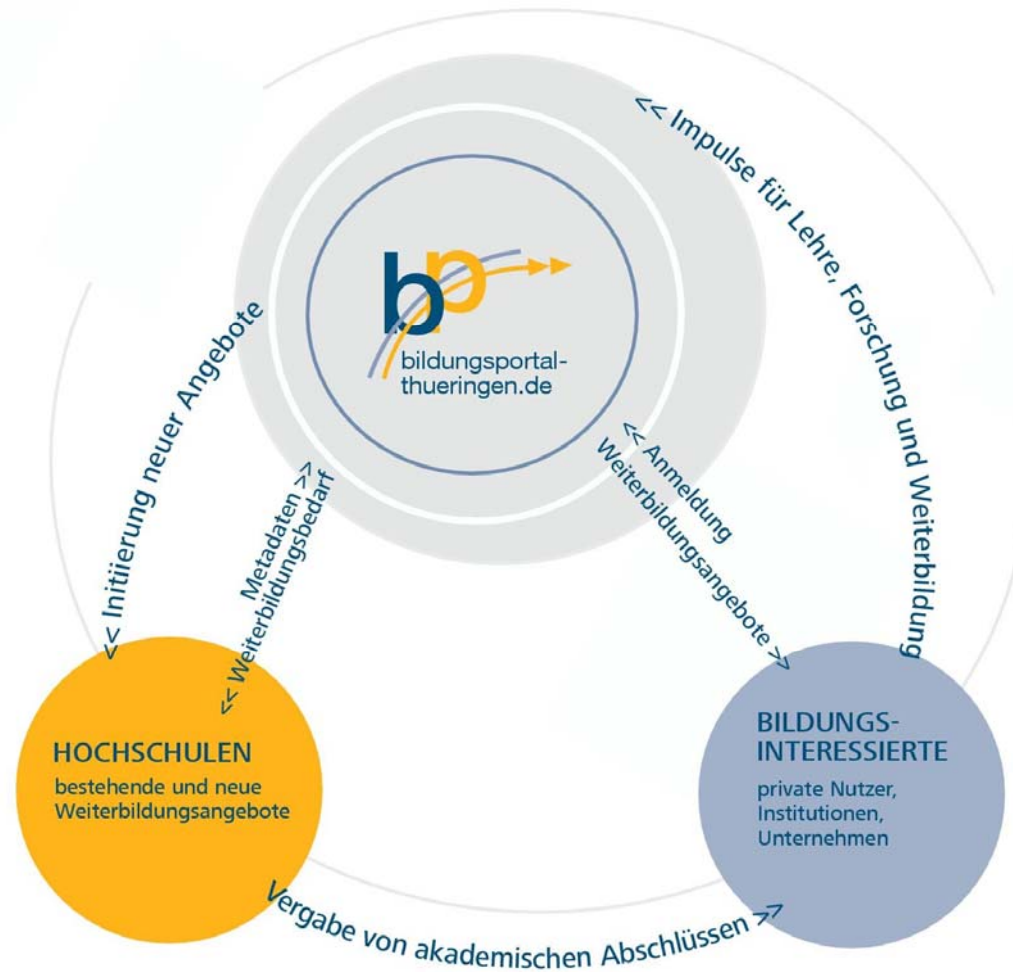 << Impulse für Lehre, Forschung und Weiterbildung
bp
bildungsportal-
thueringen.de
<< Initiierung neuer Angebote
Metadaten >>
<< Weiterbildungsbedarf
<< Anmeldung
Weiterbildungsangebote >>
HOCHSCHULEN
bestehende und neue
Weiterbildungsangebote
BILDUNGS-
INTERESSIERTE
private Nutzer,
Institutionen,
Unternehmen
Vergabe von akademischen Abschlüssen >>